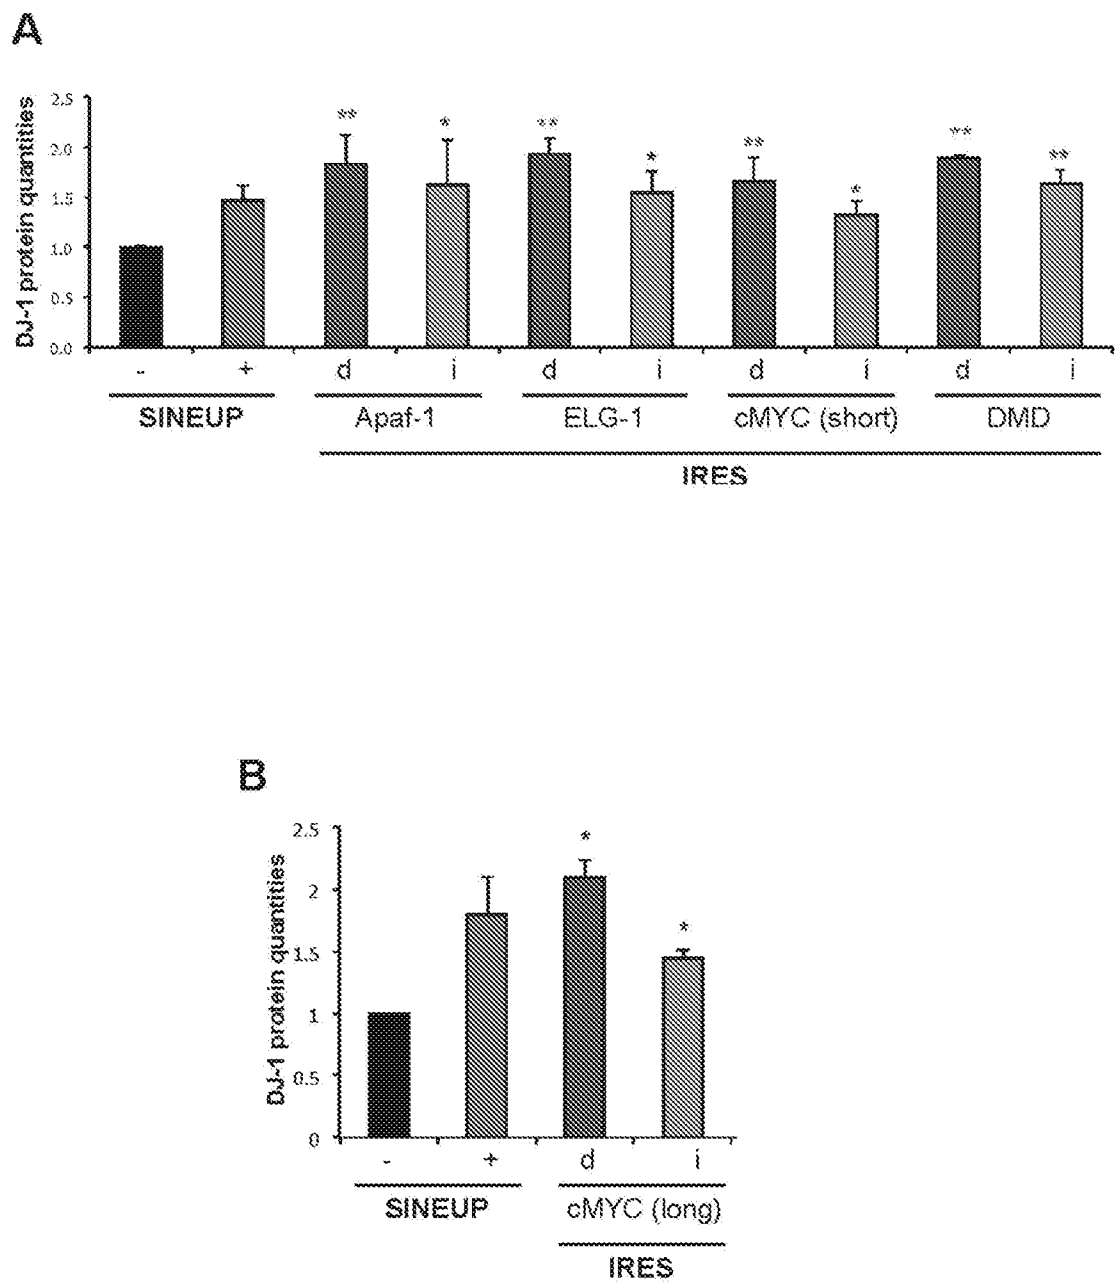 A
DJ-1 protein quantities
2.5
2.0
1.5
1.0
0.5
0.0
** * ** * ** * ** **
- + d i d i d i d i
SINEUP Apaf-1 ELG-1 cMYC (short) DMD
IRES
B
DJ-1 protein quantities
2.5
2
1.5
1
0.5
0
* *
- + d i
SINEUP cMYC (long)
IRES